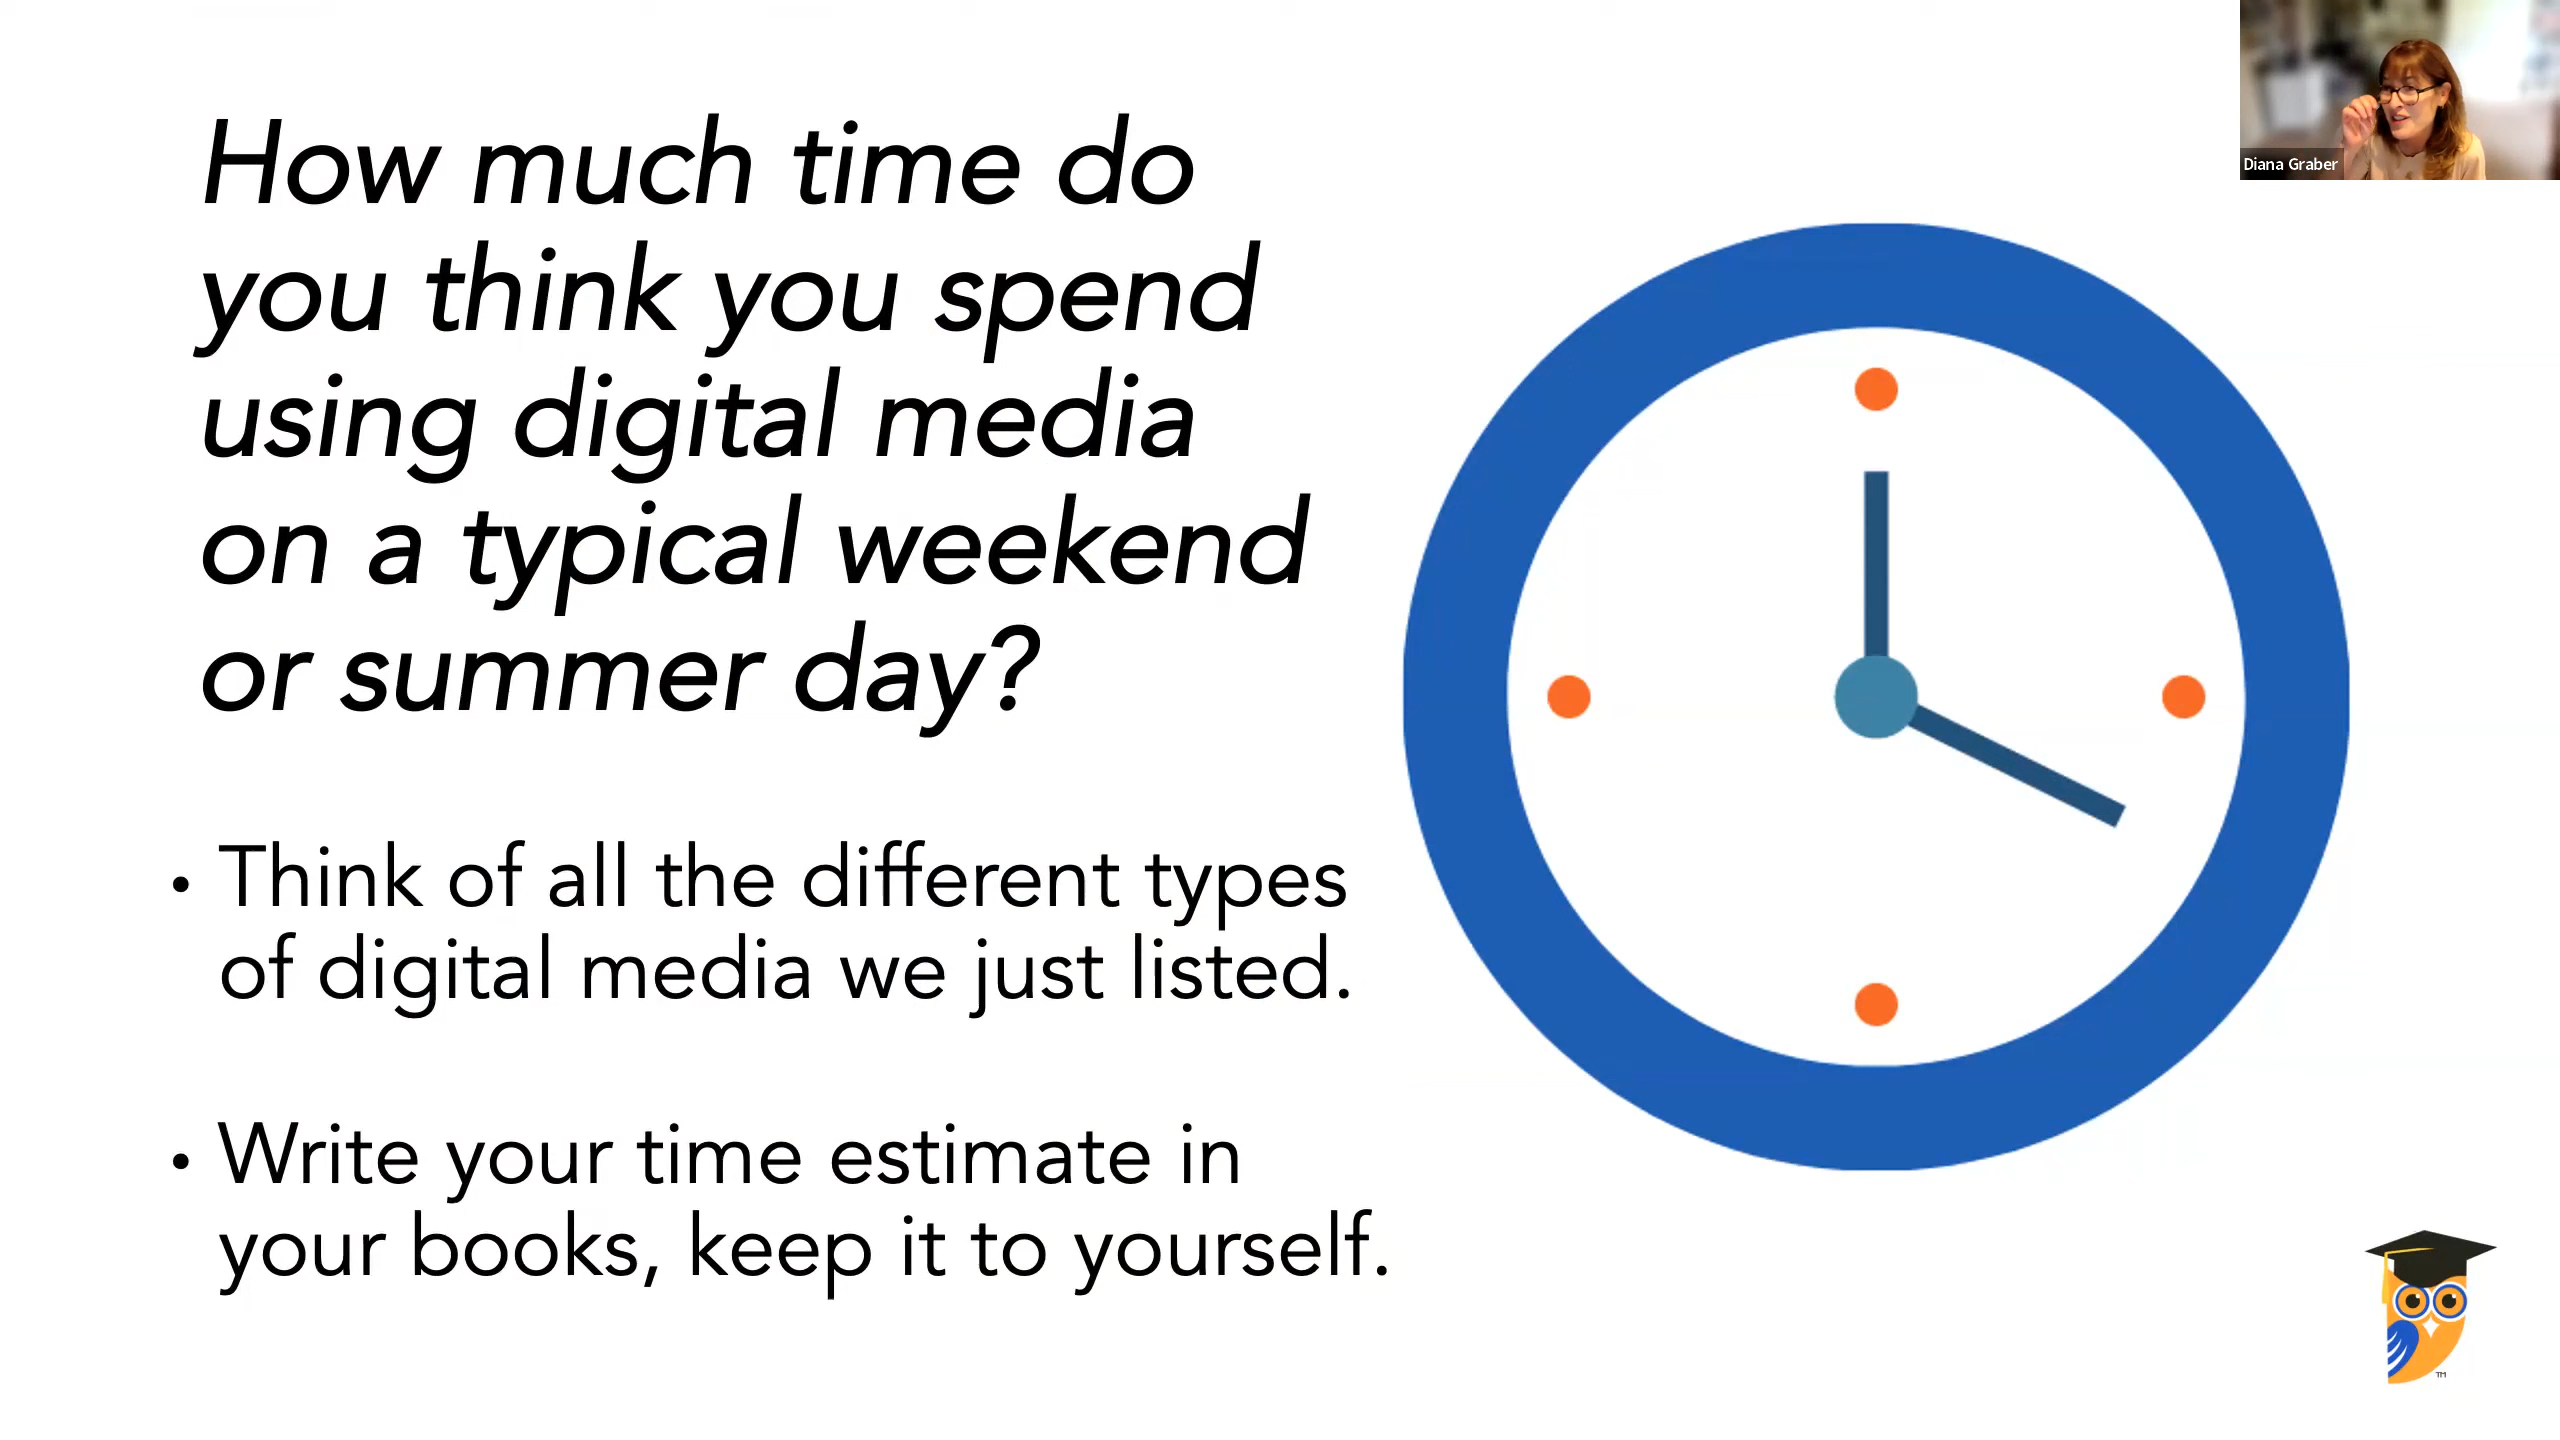 How much time do
you think you spend
using digital media
on a typical weekend
or summer day?
• Think of all the different types
of digital media we just listed.
• Write your time estimate in
your books, keep it to yourself.
Diana Graber
TM